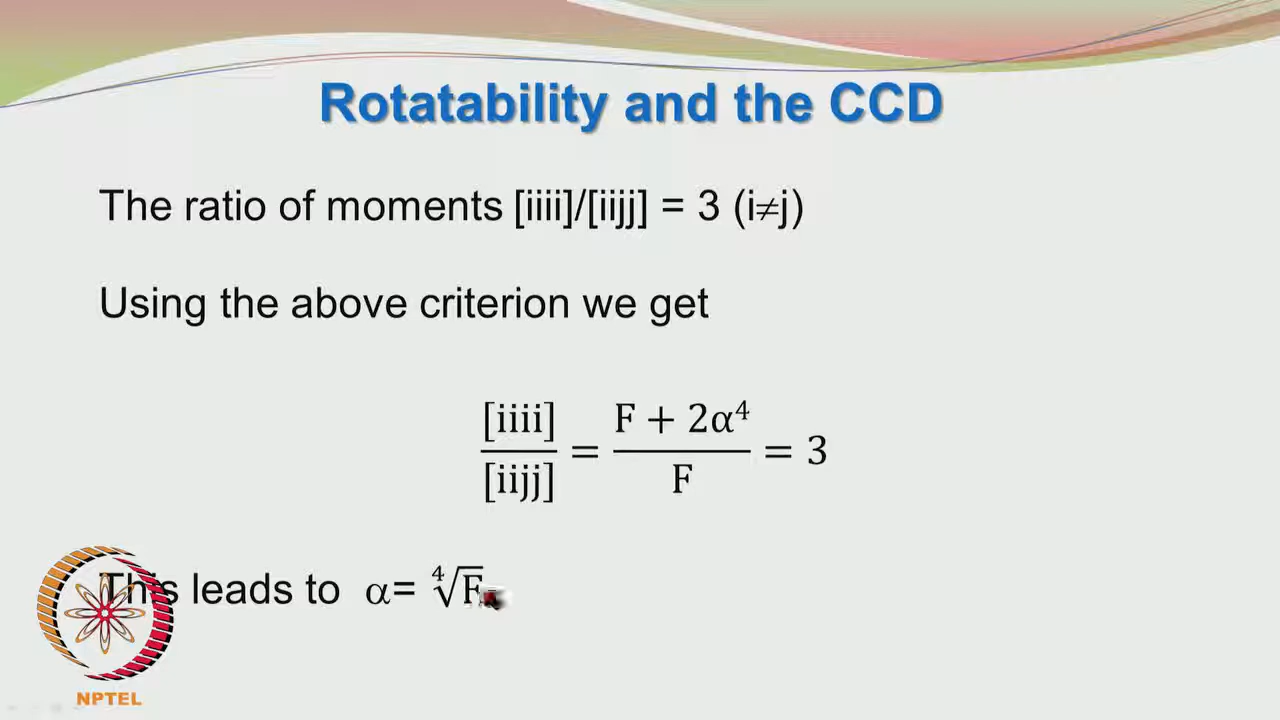 Rotatability and the CCD
The ratio of moments [iiii]/[iijj] = 3 (i≠j)
Using the above criterion we get
[iiii]/[iijj] = (F + 2α⁴)/F = 3
This leads to α= ∜F
NPTEL